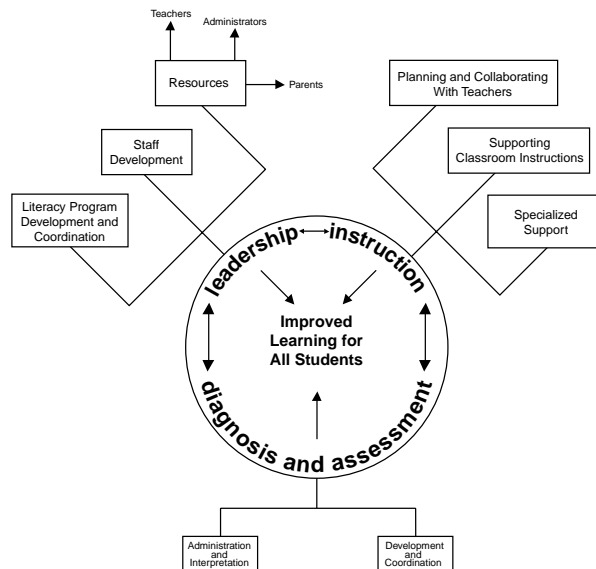 Teachers
Administrators
Resources
Parents
Planning and Collaborating
With Teachers
Staff
Development
Supporting
Classroom Instructions
Literacy Program
Development and
Coordination
Specialized
Support
leadership
instruction
Improved
Learning for
All Students
diagnosis and assessment
Administration
and
Interpretation
Development
and
Coordination